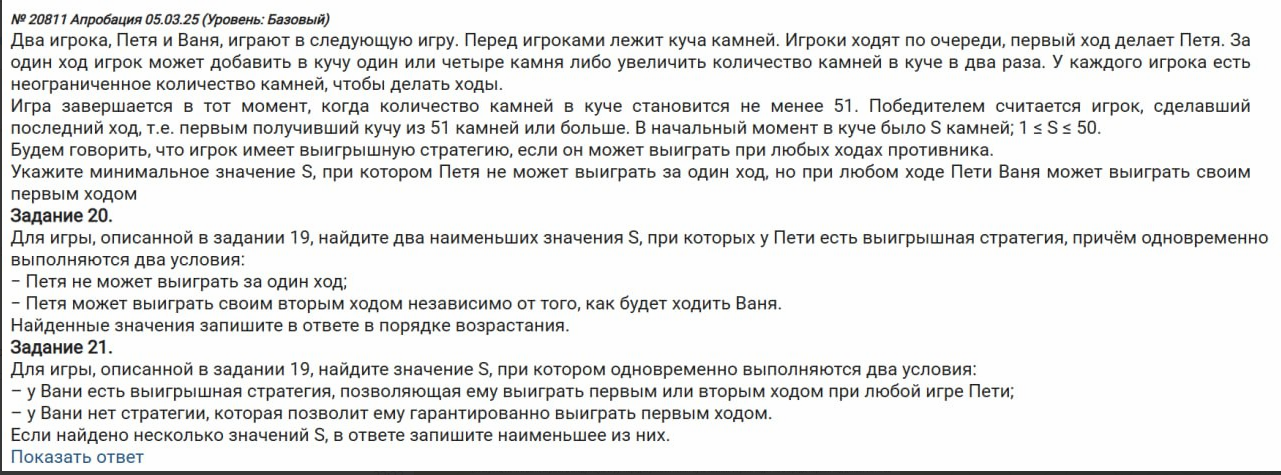 № 20811 Апробация 05.03.25 (Уровень: Базовый)
Два игрока, Петя и Ваня, играют в следующую игру. Перед игроками лежит куча камней. Игроки ходят по очереди, первый ход делает Петя. За
один ход игрок может добавить в кучу один или четыре камня либо увеличить количество камней в куче в два раза. У каждого игрока есть
неограниченное количество камней, чтобы делать ходы.
Игра завершается в тот момент, когда количество камней в куче становится не менее 51. Победителем считается игрок, сделавший
последний ход, т.е. первым получивший кучу из 51 камней или больше. В начальный момент в куче было S камней; 1 ≤ S ≤ 50.
Будем говорить, что игрок имеет выигрышную стратегию, если он может выиграть при любых ходах противника.
Укажите минимальное значение S, при котором Петя не может выиграть за один ход, но при любом ходе Пети Ваня может выиграть своим
первым ходом
Задание 20.
Для игры, описанной в задании 19, найдите два наименьших значения S, при которых у Пети есть выигрышная стратегия, причём одновременно
выполняются два условия:
− Петя не может выиграть за один ход;
− Петя может выиграть своим вторым ходом независимо от того, как будет ходить Ваня.
Найденные значения запишите в ответе в порядке возрастания.
Задание 21.
Для игры, описанной в задании 19, найдите значение S, при котором одновременно выполняются два условия:
– у Вани есть выигрышная стратегия, позволяющая ему выиграть первым или вторым ходом при любой игре Пети;
– у Вани нет стратегии, которая позволит ему гарантированно выиграть первым ходом.
Если найдено несколько значений S, в ответе запишите наименьшее из них.
Показать ответ